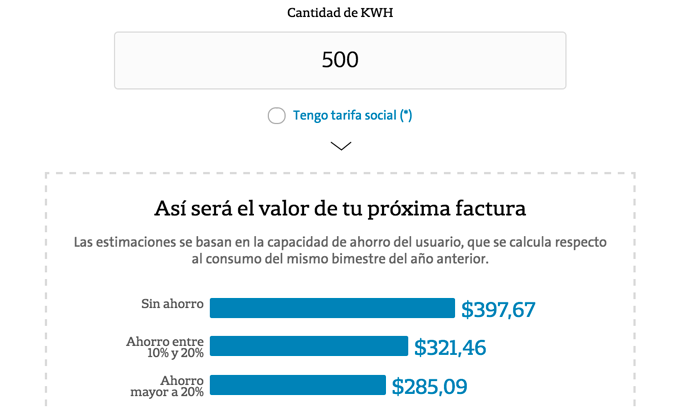 Cantidad de KWH
500
Tengo tarifa social (*)
Así será el valor de tu próxima factura
Las estimaciones se basan en la capacidad de ahorro del usuario, que se calcula respecto
al consumo del mismo bimestre del año anterior.
Sin ahorro
$397,67
Ahorro entre
10% y 20%
$321,46
Ahorro
mayor a 20%
$285,09